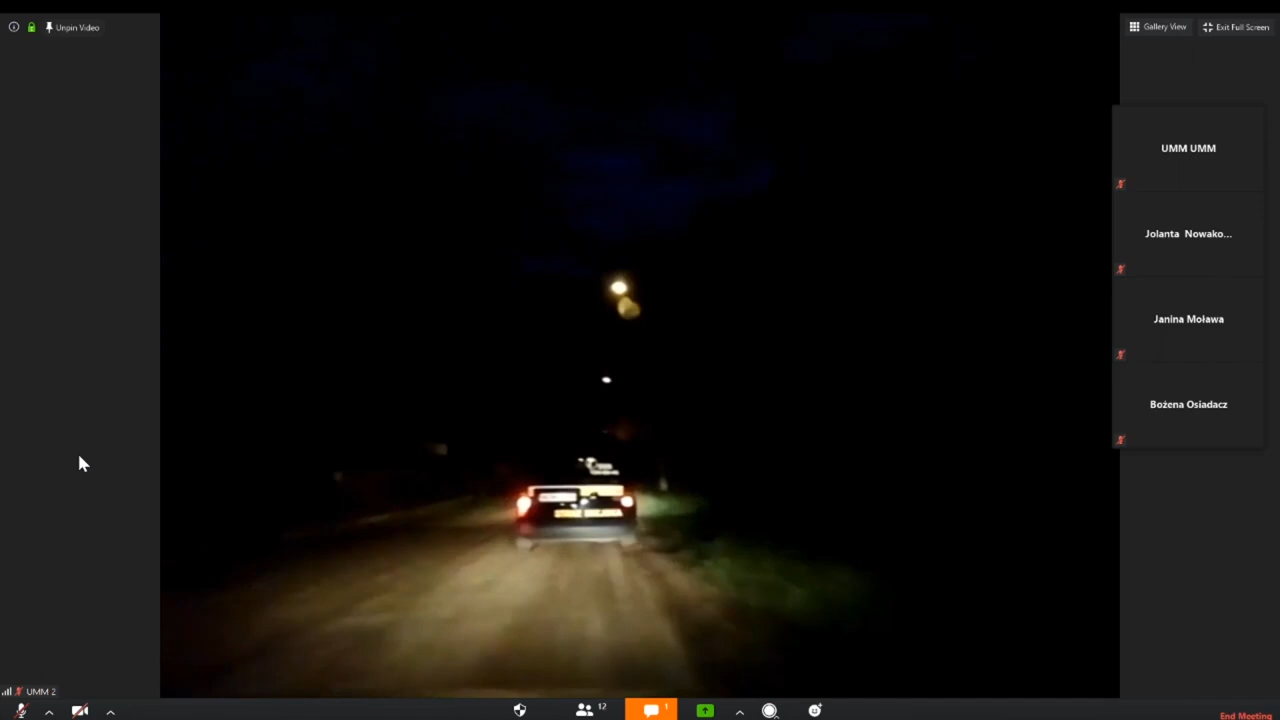 Unpin Video
Gallery View
Exit Full Screen
UMM UMM
Jolanta Nowako...
Janina Moława
Bożena Osiadacz
UMM 2
12
1
End Meeting